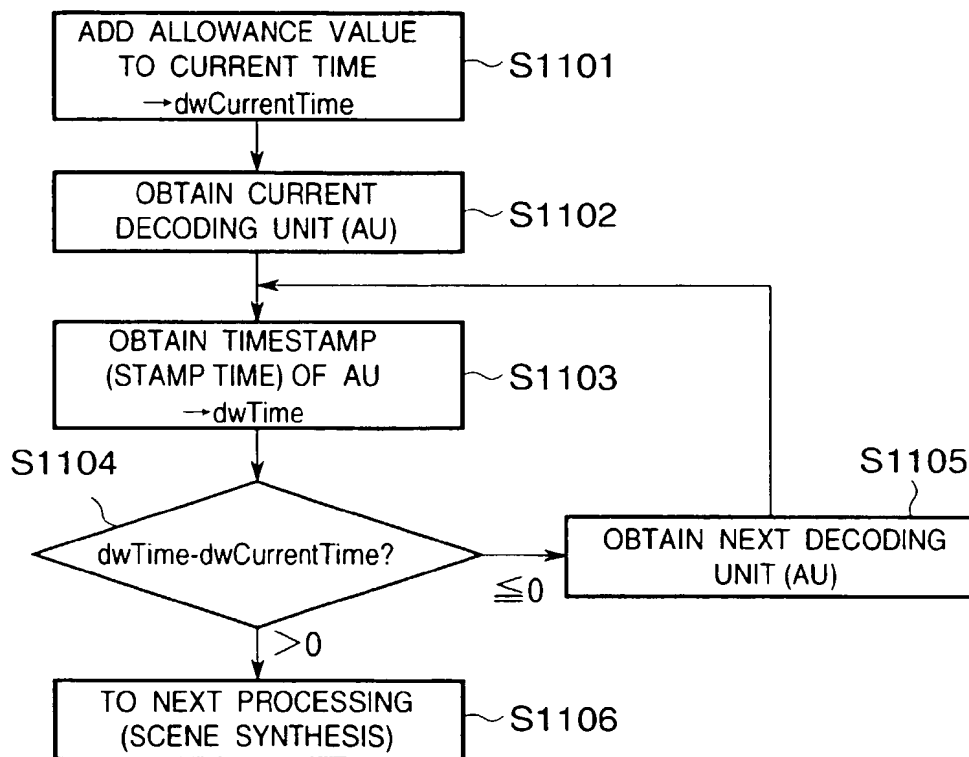 ADD ALLOWANCE VALUE
TO CURRENT TIME
→dwCurrentTime
S1101
OBTAIN CURRENT
DECODING UNIT (AU)
S1102
OBTAIN TIMESTAMP
(STAMP TIME) OF AU
→dwTime
S1103
S1104
dwTime-dwCurrentTime?
≦0
>0
S1105
OBTAIN NEXT DECODING
UNIT (AU)
TO NEXT PROCESSING
(SCENE SYNTHESIS)
S1106